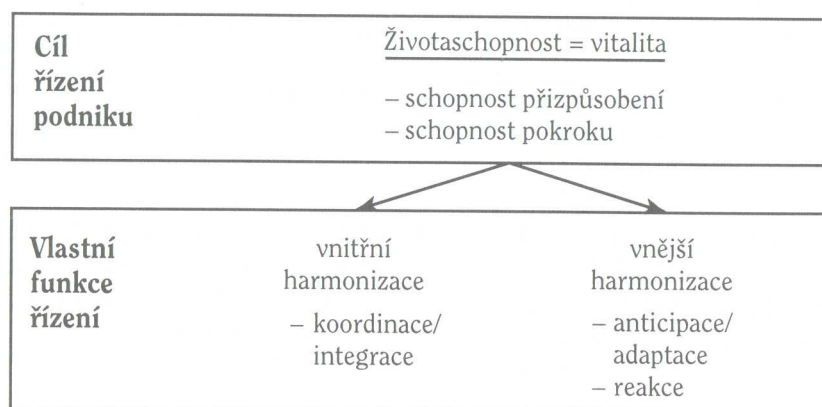 Cíl
řízení
podniku
Životaschopnost = vitalita
– schopnost přizpůsobení
– schopnost pokroku
Vlastní
funkce
řízení
vnitřní
harmonizace
– koordinace/
integrace
vnější
harmonizace
– anticipace/
adaptace
– reakce